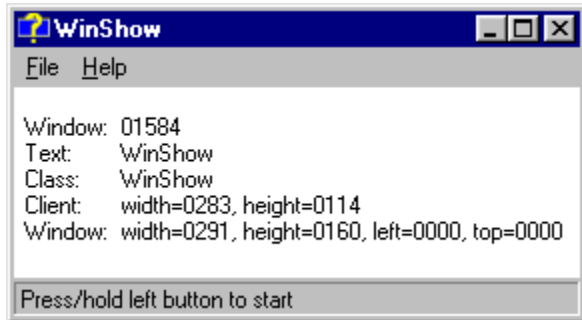 WinShow
File Help
Window: 01584
Text: WinShow
Class: WinShow
Client: width=0283, height=0114
Window: width=0291, height=0160, left=0000, top=0000
Press/hold left button to start